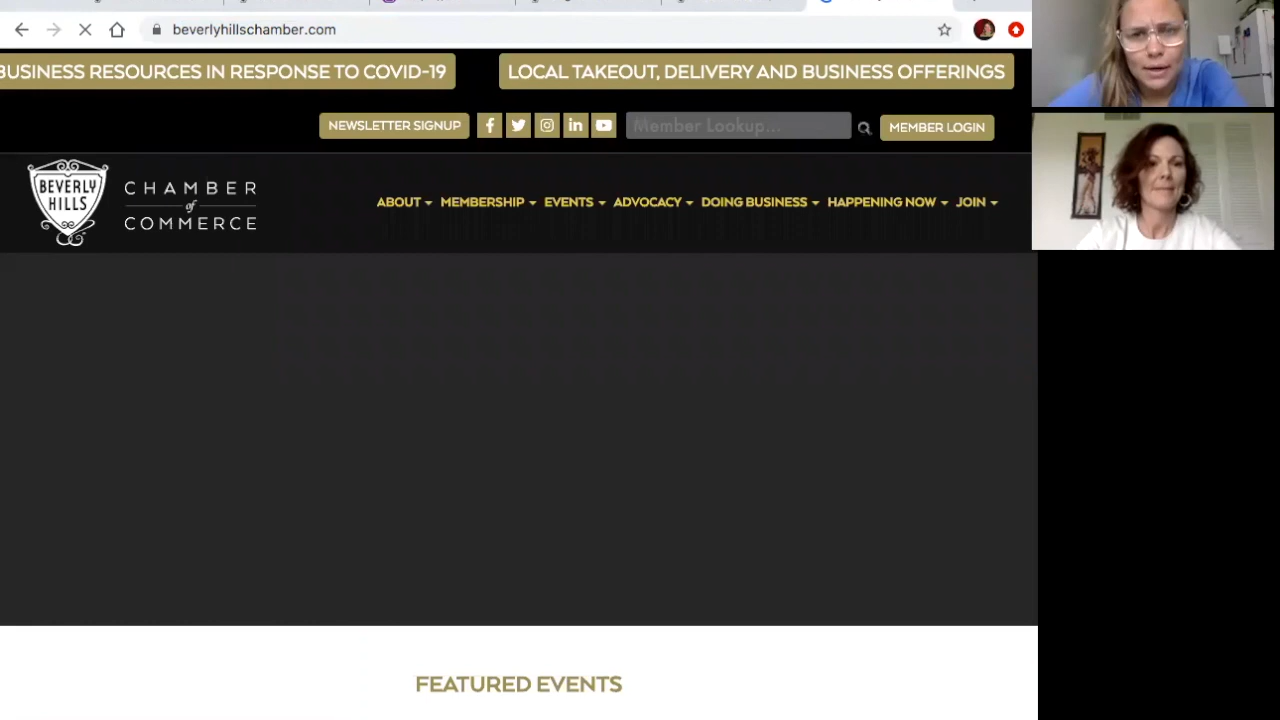 beverlyhillschamber.com
BUSINESS RESOURCES IN RESPONSE TO COVID-19
LOCAL TAKEOUT, DELIVERY AND BUSINESS OFFERINGS
NEWSLETTER SIGNUP
Member Lookup...
MEMBER LOGIN
BEVERLY
HILLS
CHAMBER
of
COMMERCE
ABOUT
MEMBERSHIP
EVENTS
ADVOCACY
DOING BUSINESS
HAPPENING NOW
JOIN
FEATURED EVENTS